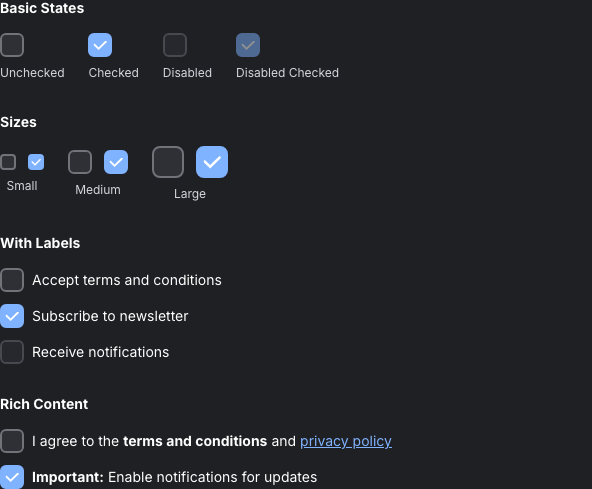 Basic States
Unchecked Checked Disabled Disabled Checked
Sizes
Small Medium Large
With Labels
Accept terms and conditions
Subscribe to newsletter
Receive notifications
Rich Content
I agree to the terms and conditions and privacy policy
Important: Enable notifications for updates